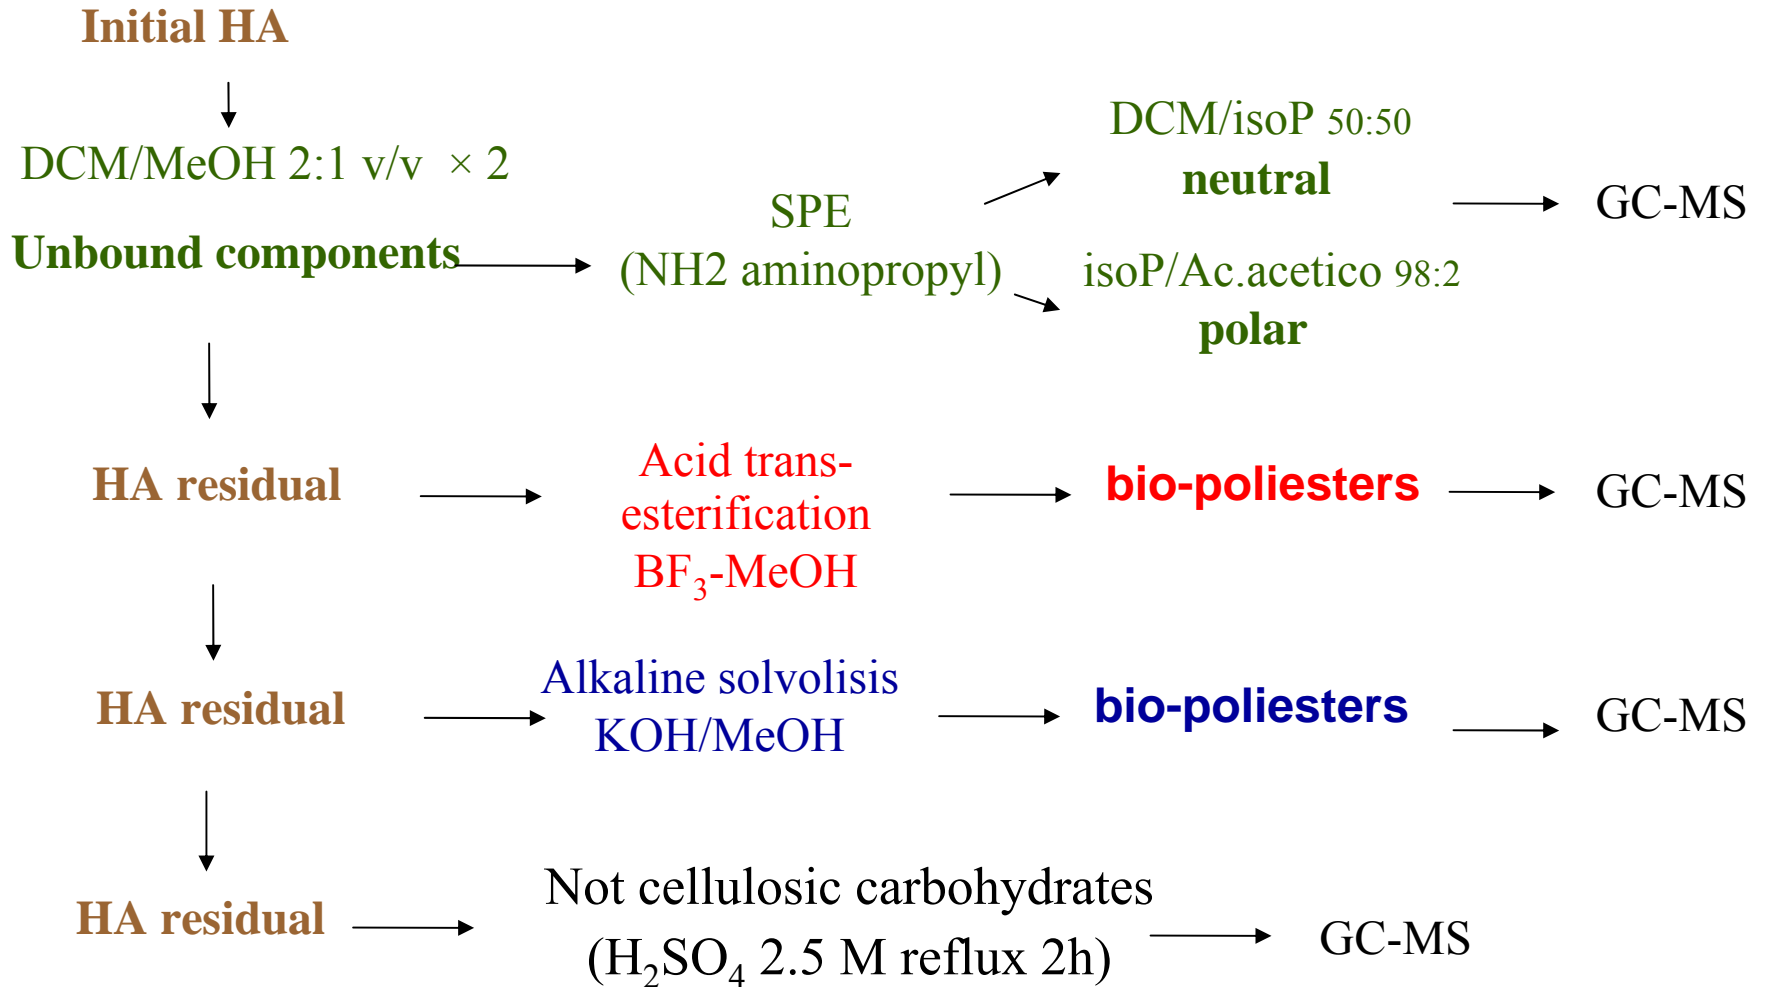 Initial HA
DCM/MeOH 2:1 v/v × 2
Unbound components
SPE
(NH2 aminopropyl)
DCM/isoP 50:50
neutral
isoP/Ac.acetico 98:2
polar
GC-MS
HA residual
Acid trans-
esterification
BF₃-MeOH
bio-poliesters
GC-MS
HA residual
Alkaline solvolisis
KOH/MeOH
bio-poliesters
GC-MS
HA residual
Not cellulosic carbohydrates
(H₂SO₄ 2.5 M reflux 2h)
GC-MS